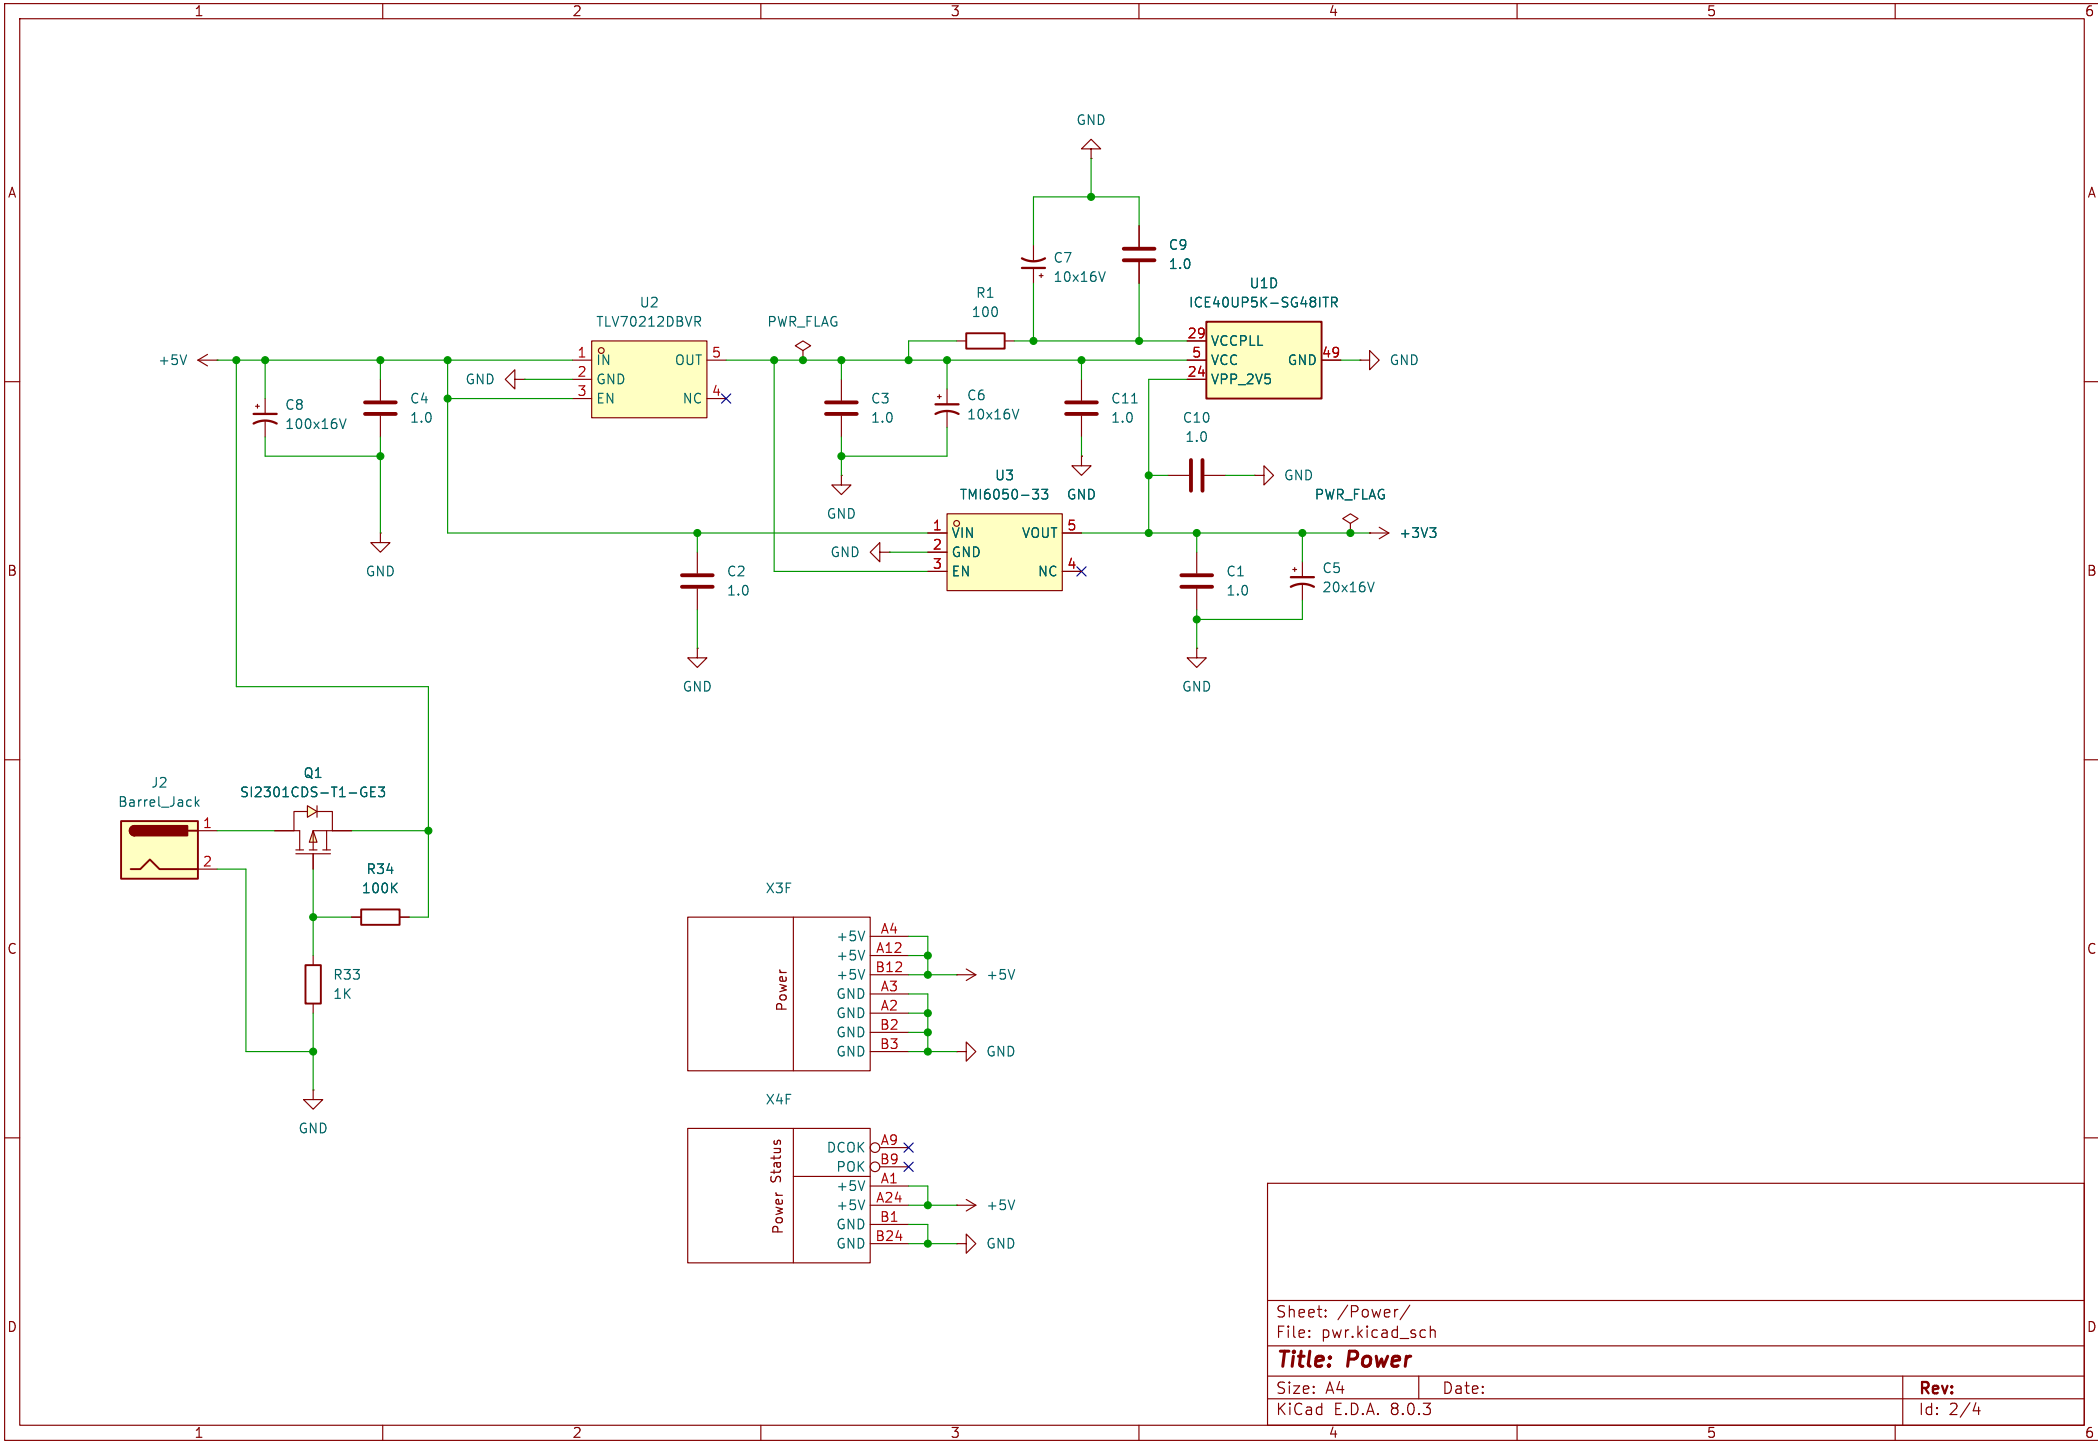 1 2 3 4 5 6
A A
B B
C C
D D
GND
C7
10x16V
C9
1.0
R1
100
U1D
ICE40UP5K-SG48ITR
29 VCCPLL
5 VCC
24 VPP_2V5
GND 49
GND
U2
TLV70212DBVR
PWR_FLAG
+5V
1 IN
2 GND
3 EN
OUT 5
NC 4
GND
C8
100x16V
C4
1.0
GND
C3
1.0
C6
10x16V
GND
C11
1.0
GND
C10
1.0
GND
PWR_FLAG
+3V3
U3
TMI6050-33
1 VIN
2 GND
3 EN
VOUT 5
NC 4
GND
C2
1.0
GND
C1
1.0
C5
20x16V
GND
J2
Barrel_Jack
1
2
Q1
SI2301CDS-T1-GE3
R34
100K
R33
1K
GND
X3F
Power
+5V A4
+5V A12
+5V B12
GND A3
GND A2
GND B2
GND B3
+5V
GND
X4F
Power Status
DCOK A9
POK B9
+5V A1
+5V A24
GND B1
GND B24
+5V
GND
Sheet: /Power/
File: pwr.kicad_sch
Title: Power
Size: A4 Date: Rev:
KiCad E.D.A. 8.0.3 Id: 2/4
1 2 3 4 5 6